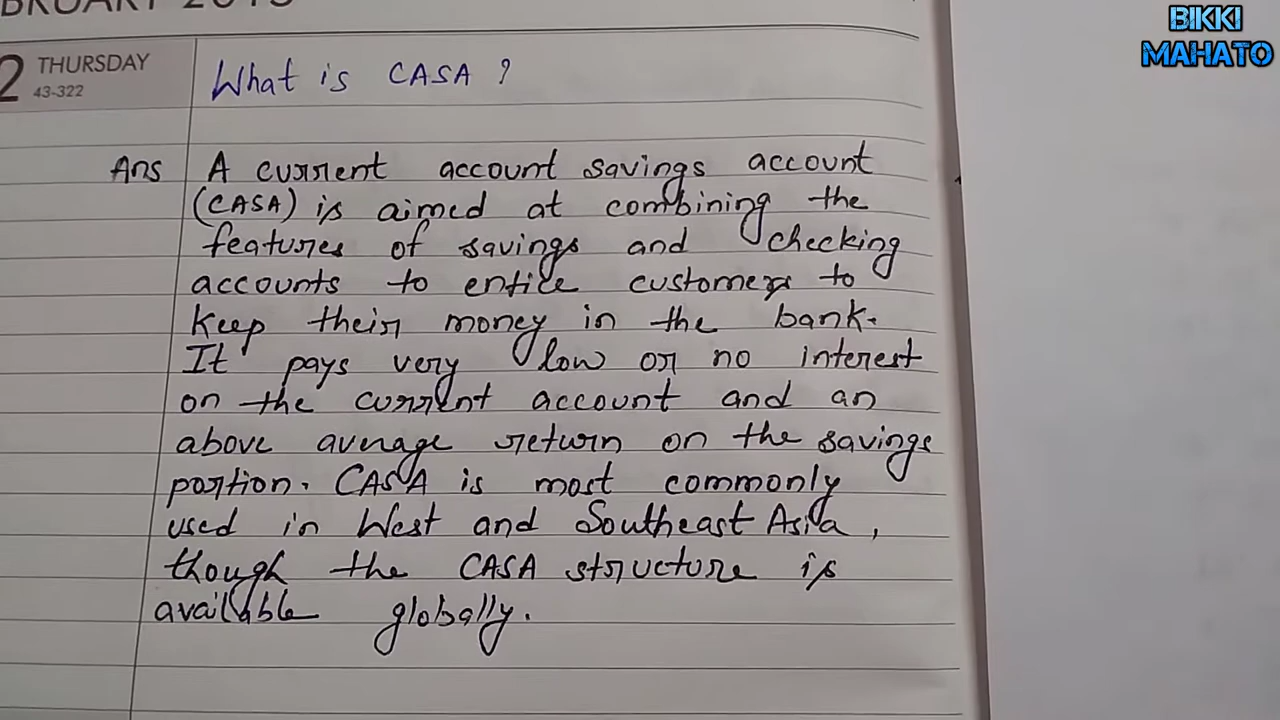 THURSDAY
43-322
BIKKI
MAHATO
What is CASA ?
Ans A current account savings account
(CASA) is aimed at combining the
features of savings and checking
accounts to entice customers to
keep their money in the bank.
It pays very low or no interest
on the current account and an
above average return on the savings
portion. CASA is most commonly
used in West and Southeast Asia,
though the CASA structure is
available globally.